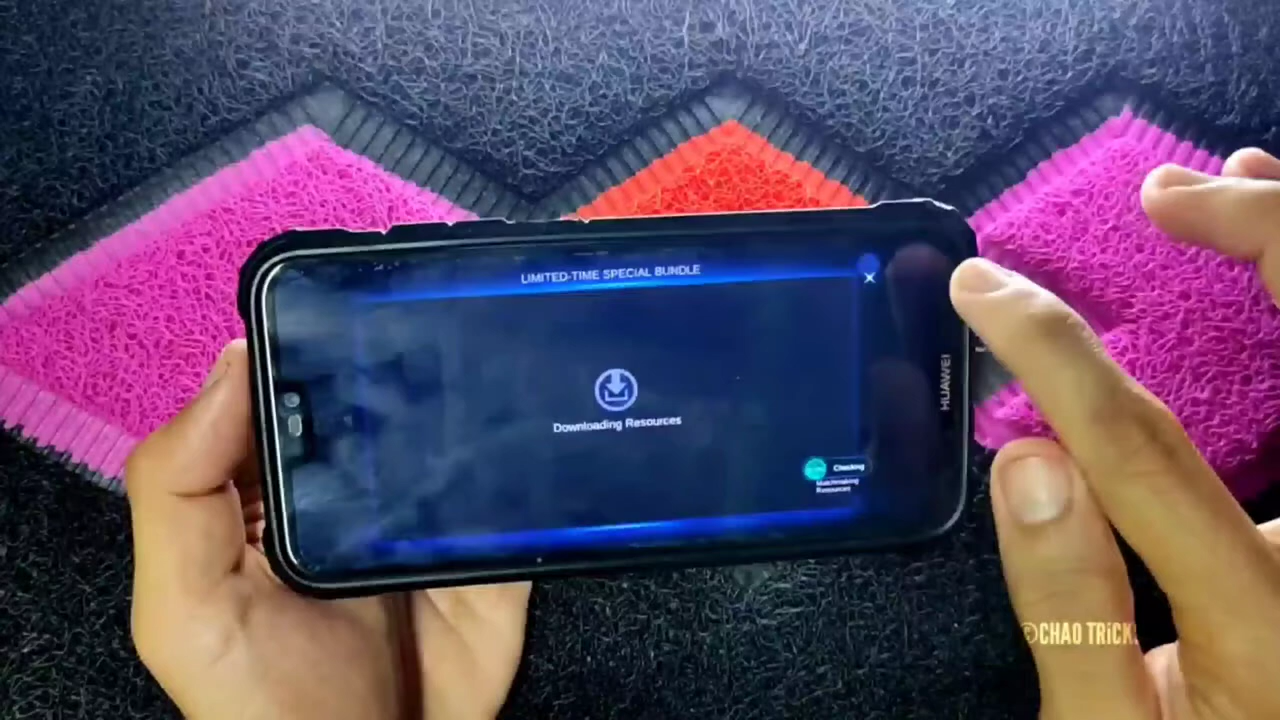 LIMITED-TIME SPECIAL BUNDLE
Downloading Resources
Checking
Matchmaking
Resources
HUAWEI
©CHAO TRiCK